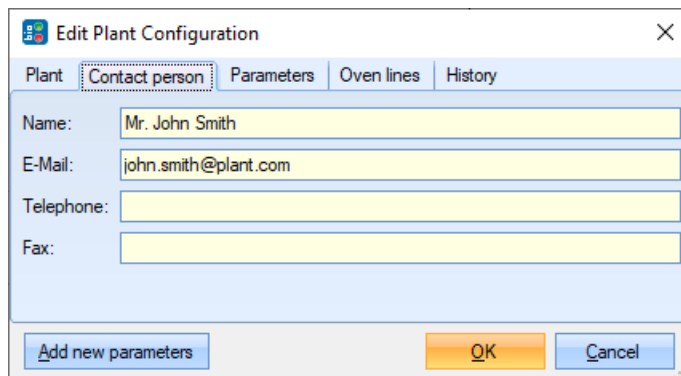 Edit Plant Configuration
Plant Contact person Parameters Oven lines History
Name: Mr. John Smith
E-Mail: john.smith@plant.com
Telephone:
Fax:
Add new parameters OK Cancel